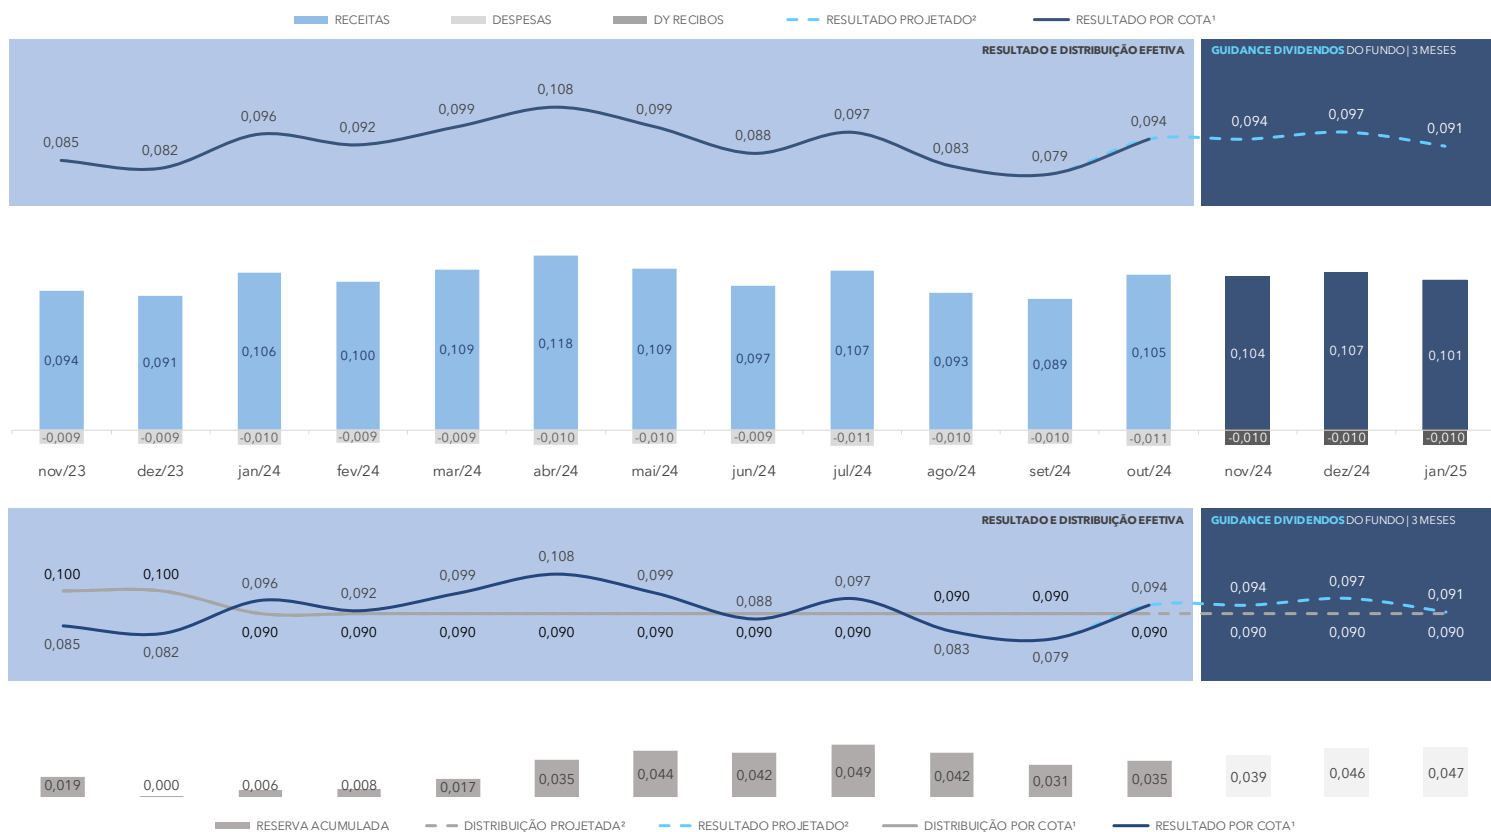 RECEITAS DESPESAS DY RECIBOS RESULTADO PROJETADO² RESULTADO POR COTA¹
RESULTADO E DISTRIBUIÇÃO EFETIVA
GUIDANCE DIVIDENDOS DO FUNDO | 3 MESES
0,085 0,082 0,096 0,092 0,099 0,108 0,099 0,088 0,097 0,083 0,079 0,094 0,094 0,097 0,091
0,094 0,091 0,106 0,100 0,109 0,118 0,109 0,097 0,107 0,093 0,089 0,105 0,104 0,107 0,101
-0,009 -0,009 -0,010 -0,009 -0,009 -0,010 -0,010 -0,009 -0,011 -0,010 -0,010 -0,011 -0,010 -0,010 -0,010
nov/23 dez/23 jan/24 fev/24 mar/24 abr/24 mai/24 jun/24 jul/24 ago/24 set/24 out/24 nov/24 dez/24 jan/25
RESULTADO E DISTRIBUIÇÃO EFETIVA
GUIDANCE DIVIDENDOS DO FUNDO | 3 MESES
0,100 0,100 0,096 0,092 0,099 0,108 0,099 0,088 0,097 0,090 0,090 0,094 0,094 0,097 0,091
0,085 0,082 0,090 0,090 0,090 0,090 0,090 0,090 0,090 0,083 0,079 0,090 0,090 0,090 0,090
0,019 0,000 0,006 0,008 0,017 0,035 0,044 0,042 0,049 0,042 0,031 0,035 0,039 0,046 0,047
RESERVA ACUMULADA DISTRIBUIÇÃO PROJETADA² RESULTADO PROJETADO² DISTRIBUIÇÃO POR COTA¹ RESULTADO POR COTA¹